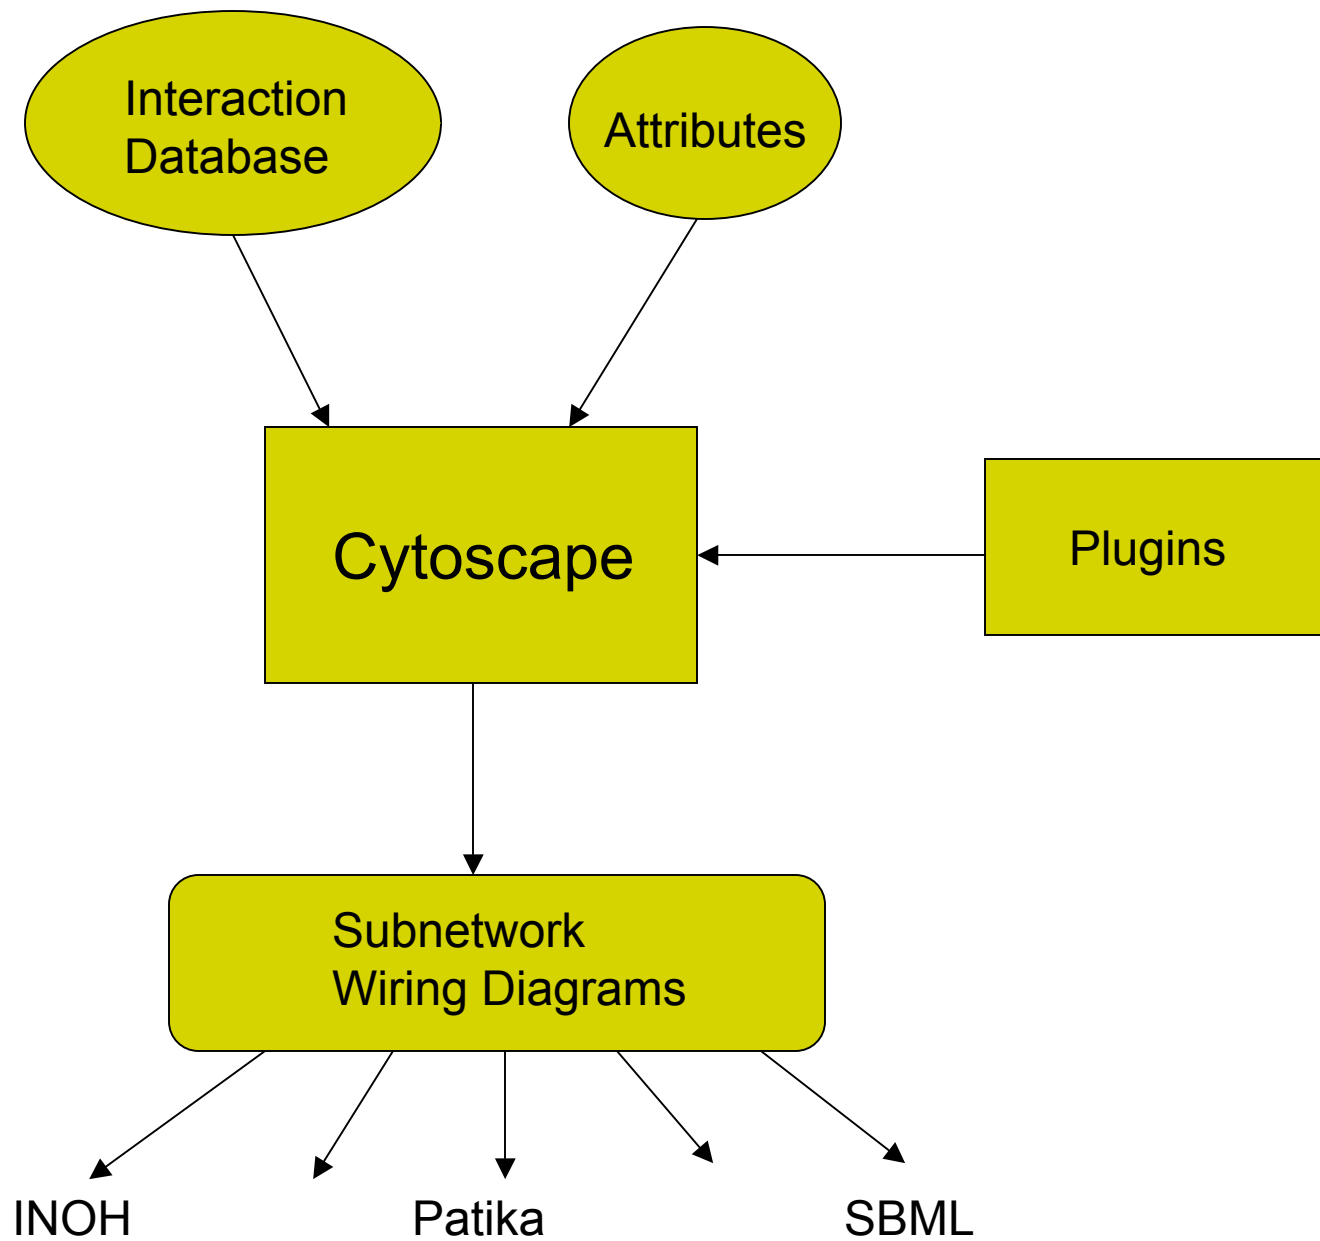 Interaction
Database
Attributes
Cytoscape
Plugins
Subnetwork
Wiring Diagrams
INOH
Patika
SBML